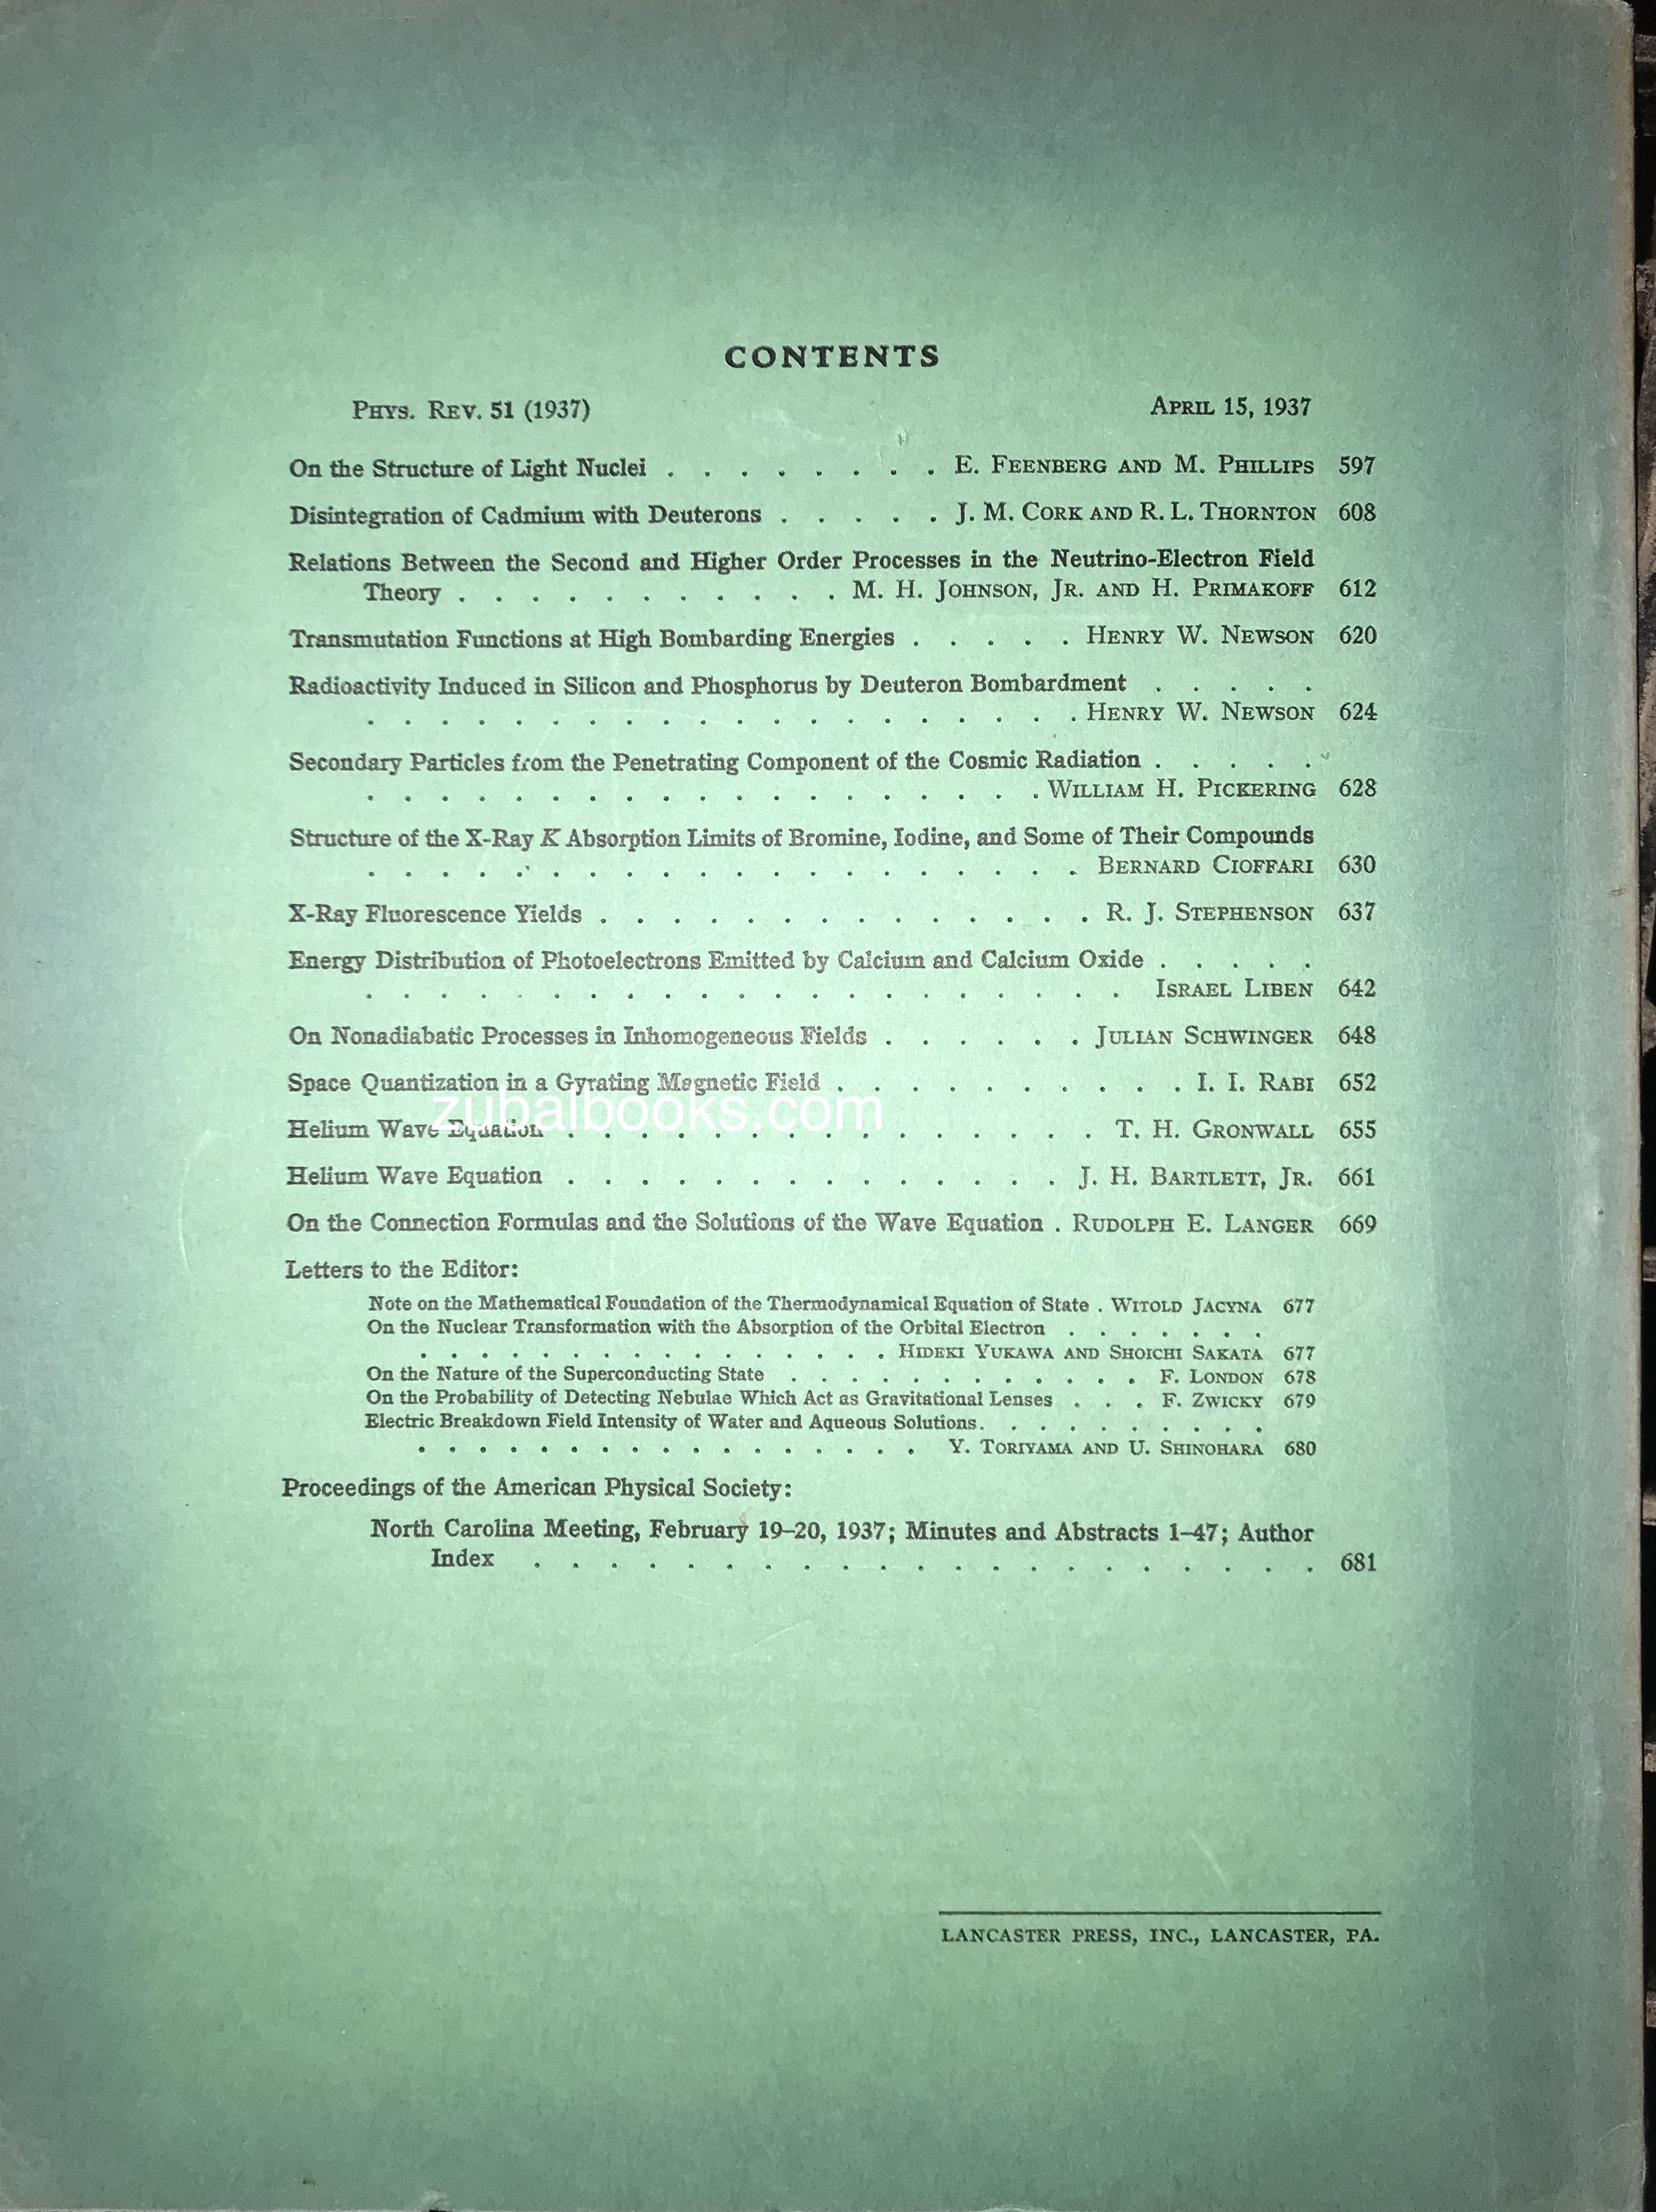 CONTENTS
PHYS. REV. 51 (1937) APRIL 15, 1937
On the Structure of Light Nuclei . . . . . . . . E. FEENBERG AND M. PHILLIPS 597
Disintegration of Cadmium with Deuterons . . . . . J. M. CORK AND R. L. THORNTON 608
Relations Between the Second and Higher Order Processes in the Neutrino-Electron Field
Theory . . . . . . . . . . . M. H. JOHNSON, JR. AND H. PRIMAKOFF 612
Transmutation Functions at High Bombarding Energies . . . . . HENRY W. NEWSON 620
Radioactivity Induced in Silicon and Phosphorus by Deuteron Bombardment . . . . .
. . . . . . . . . . . . . . . . . . . . HENRY W. NEWSON 624
Secondary Particles from the Penetrating Component of the Cosmic Radiation . . . . .
. . . . . . . . . . . . . . . . . . . WILLIAM H. PICKERING 628
Structure of the X-Ray K Absorption Limits of Bromine, Iodine, and Some of Their Compounds
. . . . . . . . . . . . . . . . . . . . BERNARD CIOFFARI 630
X-Ray Fluorescence Yields . . . . . . . . . . . . . . R. J. STEPHENSON 637
Energy Distribution of Photoelectrons Emitted by Calcium and Calcium Oxide . . . . .
. . . . . . . . . . . . . . . . . . . . . ISRAEL LIBEN 642
On Nonadiabatic Processes in Inhomogeneous Fields . . . . . . JULIAN SCHWINGER 648
Space Quantization in a Gyrating Magnetic Field . . . . . . . . . . I. I. RABI 652
zubalbooks.com
Helium Wave Equation . . . . . . . . . . . . . . . T. H. GRONWALL 655
Helium Wave Equation . . . . . . . . . . . . . . J. H. BARTLETT, JR. 661
On the Connection Formulas and the Solutions of the Wave Equation . RUDOLPH E. LANGER 669
Letters to the Editor:
Note on the Mathematical Foundation of the Thermodynamical Equation of State . WITOLD JACYNA 677
On the Nuclear Transformation with the Absorption of the Orbital Electron . . . . . . .
. . . . . . . . . . . . . . . . HIDEKI YUKAWA AND SHOICHI SAKATA 677
On the Nature of the Superconducting State . . . . . . . . . . . . F. LONDON 678
On the Probability of Detecting Nebulae Which Act as Gravitational Lenses . . . F. ZWICKY 679
Electric Breakdown Field Intensity of Water and Aqueous Solutions. . . . . . . . . .
. . . . . . . . . . . . . . . . . Y. TORIYAMA AND U. SHINOHARA 680
Proceedings of the American Physical Society:
North Carolina Meeting, February 19–20, 1937; Minutes and Abstracts 1–47; Author
Index . . . . . . . . . . . . . . . . . . . . . 681
LANCASTER PRESS, INC., LANCASTER, PA.